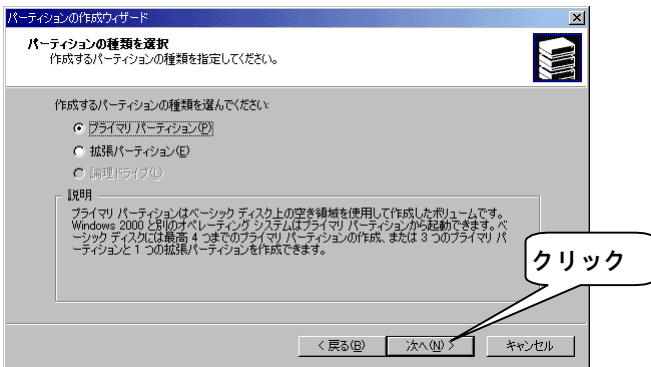 パーティションの作成ウィザード
パーティションの種類を選択
作成するパーティションの種類を指定してください。
作成するパーティションの種類を選んでください:
プライマリ パーティション(P)
拡張パーティション(E)
論理ドライブ(L)
説明
プライマリ パーティションはベーシック ディスク上の空き領域を使用して作成したボリュームです。
Windows 2000 と別のオペレーティング システムはプライマリ パーティションから起動できます。ベ
ーシック ディスクには最高 4 つまでのプライマリ パーティションの作成、または 3 つのプライマリ パ
ーティションと 1 つの拡張パーティションを作成できます。
クリック
< 戻る(B)
次へ(N) >
キャンセル